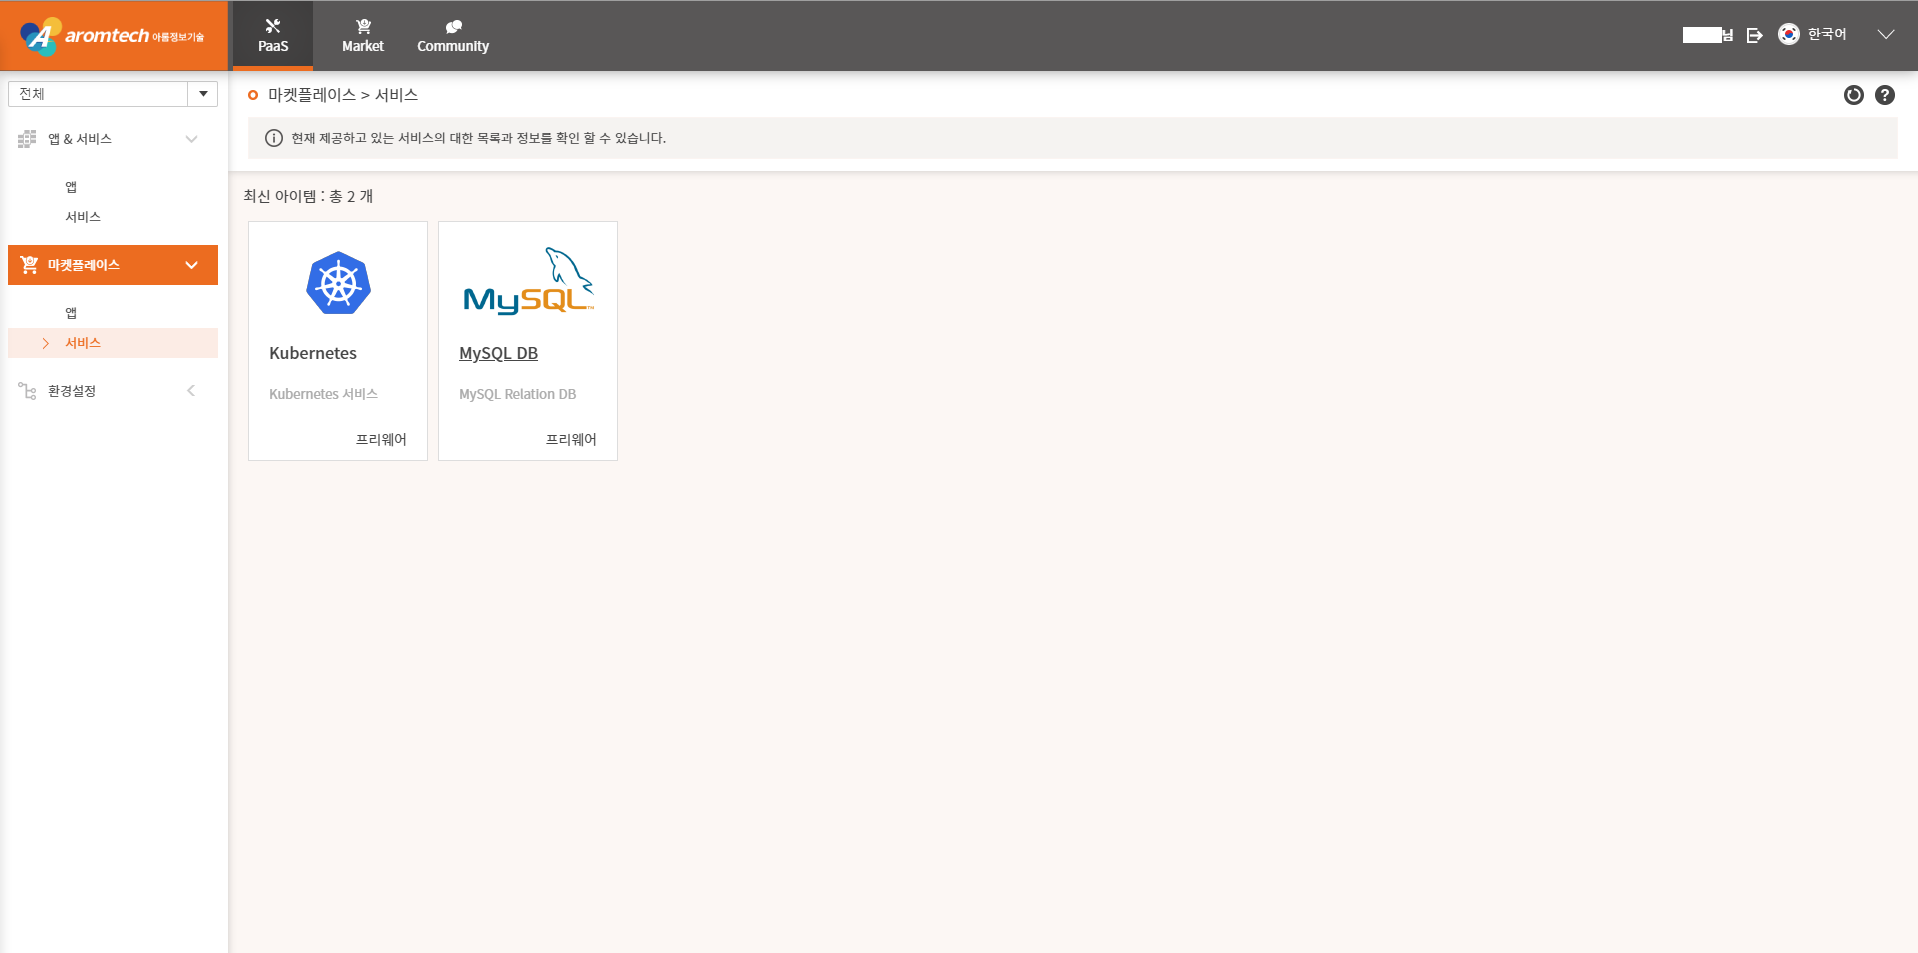 aromtech 아롬정보기술
PaaS
Market
Community
님
한국어
전체
앱 & 서비스
앱
서비스
마켓플레이스
앱
서비스
환경설정
마켓플레이스 > 서비스
현재 제공하고 있는 서비스의 대한 목록과 정보를 확인 할 수 있습니다.
최신 아이템 : 총 2 개
Kubernetes
Kubernetes 서비스
프리웨어
MySQL™
MySQL DB
MySQL Relation DB
프리웨어